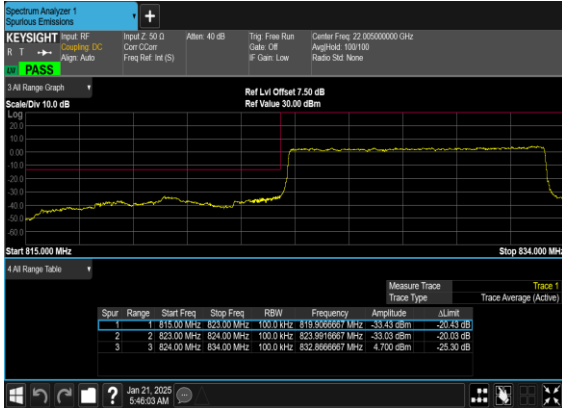 Spectrum Analyzer 1
Spurious Emissions
+
KEYSIGHT Input: RF Input Z: 50 Ω Atten: 40 dB Trig: Free Run Center Freq: 22.005000000 GHz
R T Coupling: DC Corr CCorr Gate: Off Avg|Hold: 100/100
Align: Auto Freq Ref: Int (S) IF Gain: Low Radio Std: None
PASS
3 All Range Graph
Ref Lvl Offset 7.50 dB
Scale/Div 10.0 dB Ref Value 30.00 dBm
Log
20.0
10.0
0.00
-10.0
-20.0
-30.0
-40.0
-50.0
-60.0
Start 815.000 MHz Stop 834.000 MHz
4 All Range Table
Measure Trace Trace 1
Trace Type Trace Average (Active)
Spur Range Start Freq Stop Freq RBW Frequency Amplitude ΔLimit
1 1 815.00 MHz 823.00 MHz 100.0 kHz 819.9066667 MHz -33.43 dBm -20.43 dB
2 2 823.00 MHz 824.00 MHz 100.0 kHz 823.9916667 MHz -33.03 dBm -20.03 dB
3 3 824.00 MHz 834.00 MHz 100.0 kHz 832.8666667 MHz 4.700 dBm -25.30 dB
? Jan 21, 2025
5:46:03 AM